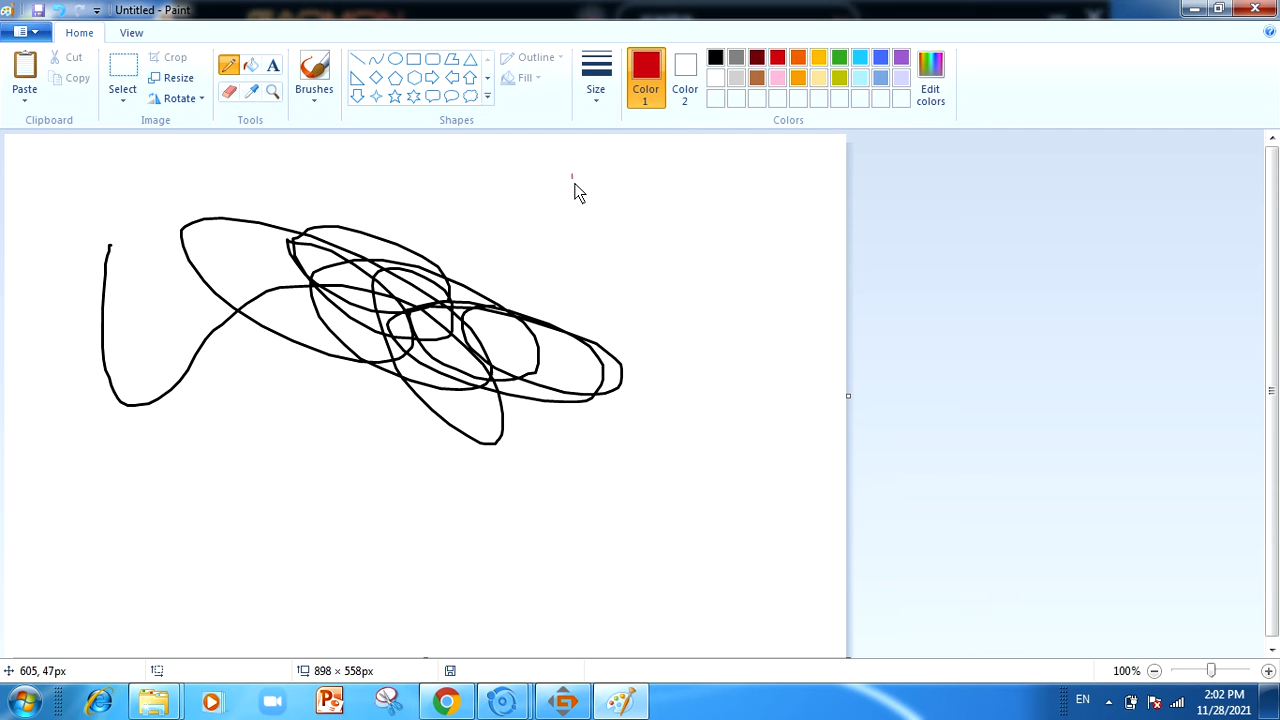 Untitled - Paint
Home View
Paste
Cut
Copy
Clipboard
Select
Crop
Resize
Rotate
Image
A
Tools
Brushes
Shapes
Outline
Fill
Size
Color 1
Color 2
Edit colors
Colors
605, 47px
898 × 558px
100%
EN
2:02 PM
11/28/2021